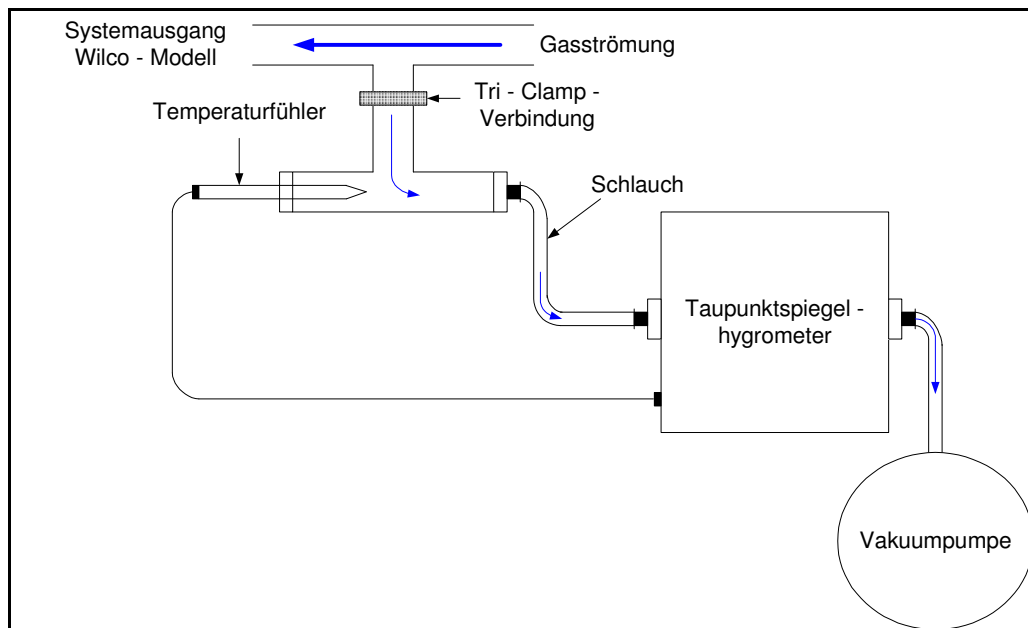 Systemausgang
Wilco - Modell
Gasströmung
Tri - Clamp -
Verbindung
Temperaturfühler
Schlauch
Taupunktspiegel -
hygrometer
Vakuumpumpe